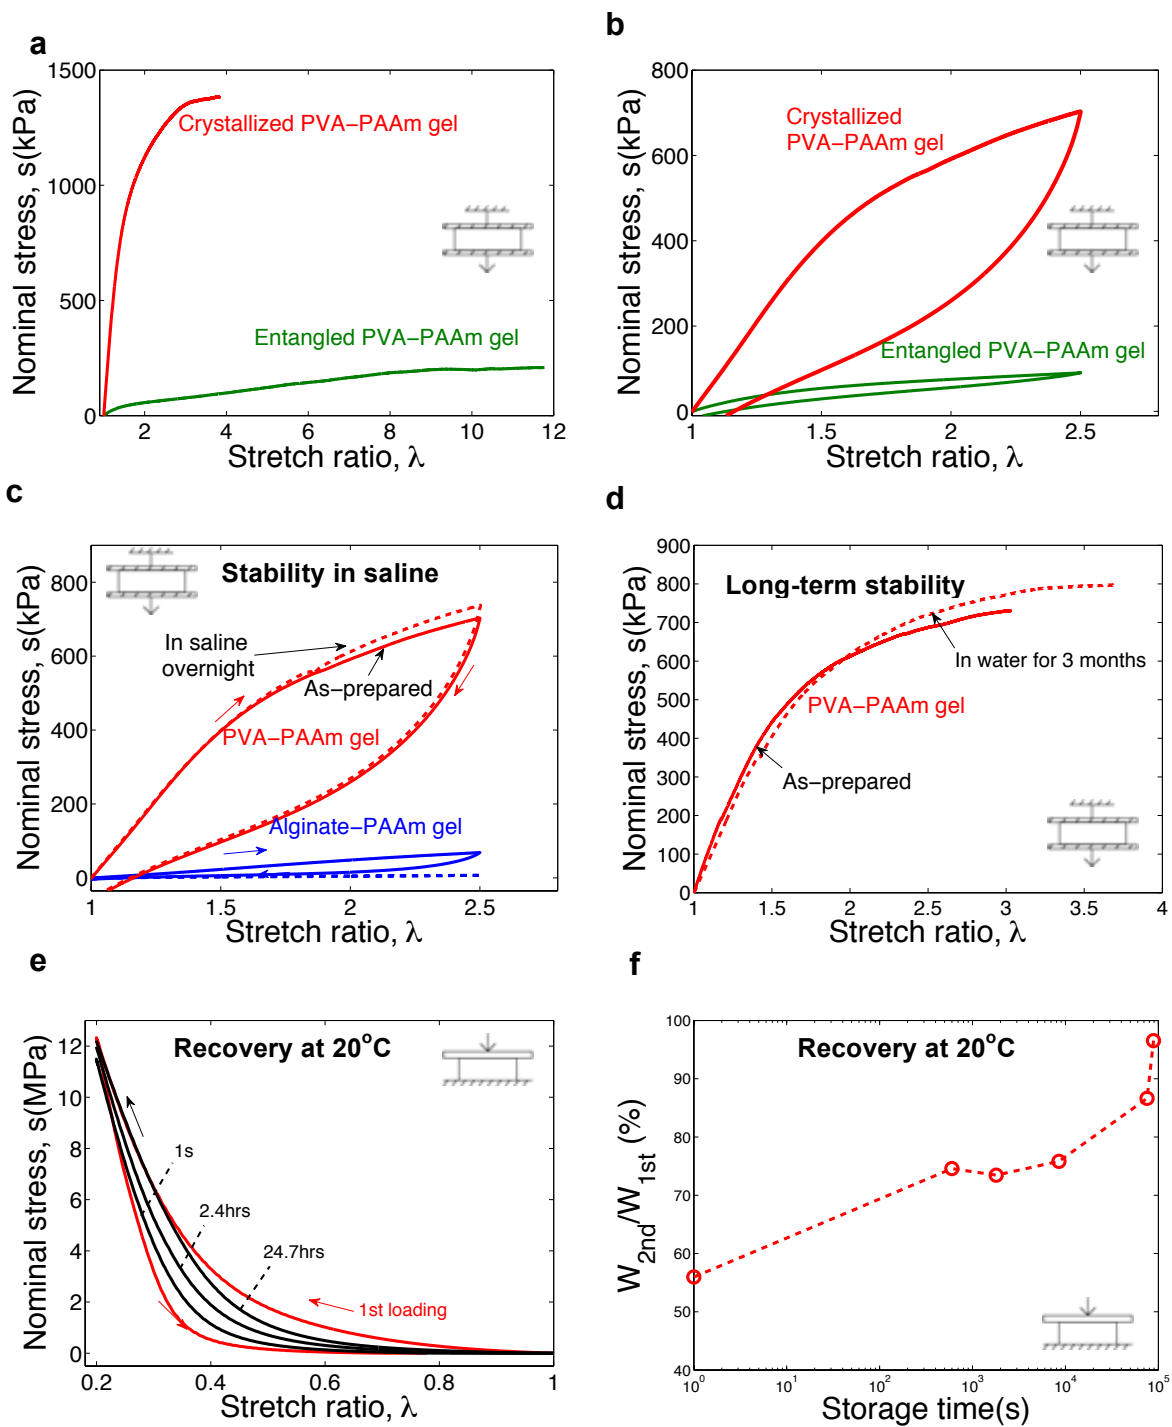 a
1500
1000
500
0
2
4
6
8
10
12
Nominal stress, s(kPa)
Stretch ratio, λ
Crystallized PVA-PAAm gel
Entangled PVA-PAAm gel
b
800
600
400
200
0
1
1.5
2
2.5
Nominal stress, s(kPa)
Stretch ratio, λ
Crystallized
PVA-PAAm gel
Entangled PVA-PAAm gel
c
800
600
400
200
0
1
1.5
2
2.5
Nominal stress, s(kPa)
Stretch ratio, λ
Stability in saline
In saline
overnight
As-prepared
PVA-PAAm gel
Alginate-PAAm gel
d
900
800
700
600
500
400
300
200
100
0
1
1.5
2
2.5
3
3.5
4
Nominal stress, s(kPa)
Stretch ratio, λ
Long-term stability
In water for 3 months
PVA-PAAm gel
As-prepared
e
12
10
8
6
4
2
0
0.2
0.4
0.6
0.8
1
Nominal stress, s(MPa)
Stretch ratio, λ
Recovery at 20°C
1s
2.4hrs
24.7hrs
1st loading
f
100
90
80
70
60
50
40
10⁰
10¹
10²
10³
10⁴
10⁵
W₂ₙd/W₁ₛₜ (%)
Storage time(s)
Recovery at 20°C